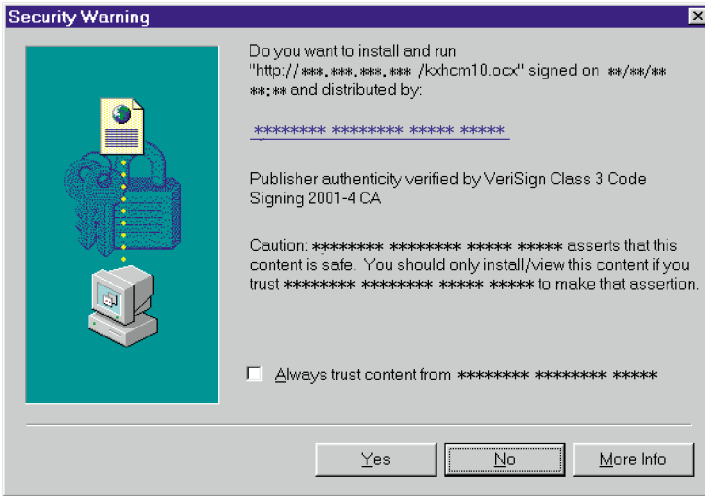 Security Warning
Do you want to install and run
"http://***.***.***.*** /kxhcm10.ocx" signed on **/**/**
**:** and distributed by:
******** ******** ***** *****
Publisher authenticity verified by VeriSign Class 3 Code
Signing 2001-4 CA
Caution: ******** ******** ***** ***** asserts that this
content is safe. You should only install/view this content if you
trust ******** ******** ***** ***** to make that assertion.
Always trust content from ******** ******** *****
Yes No More Info